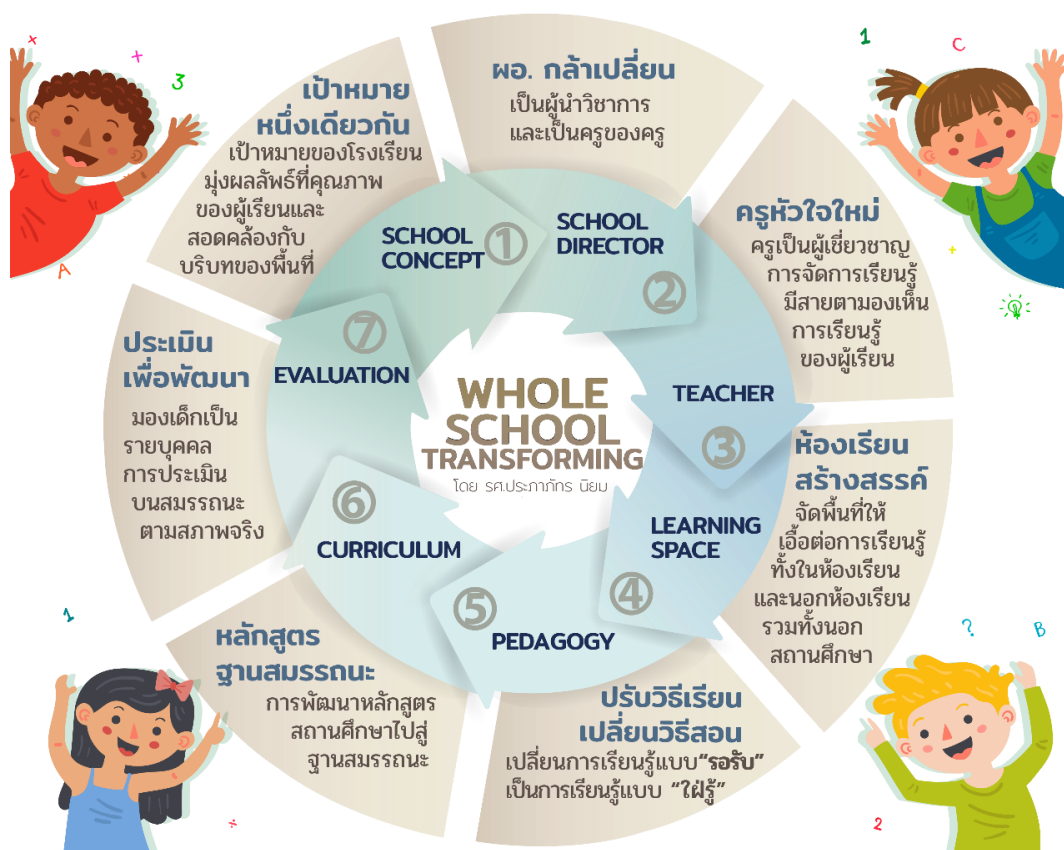 WHOLE
SCHOOL
TRANSFORMING
โดย รศ.ประภาภัทร นิยม
เป้าหมาย
หนึ่งเดียวกัน
เป้าหมายของโรงเรียน
มุ่งผลลัพธ์ที่คุณภาพ
ของผู้เรียนและ
สอดคล้องกับ
บริบทของพื้นที่
SCHOOL
CONCEPT
1
ผอ. กล้าเปลี่ยน
เป็นผู้นำวิชาการ
และเป็นครูของครู
SCHOOL
DIRECTOR
2
ครูหัวใจใหม่
ครูเป็นผู้เชี่ยวชาญ
การจัดการเรียนรู้
มีสายตามองเห็น
การเรียนรู้
ของผู้เรียน
TEACHER
3
ห้องเรียน
สร้างสรรค์
จัดพื้นที่ให้
เอื้อต่อการเรียนรู้
ทั้งในห้องเรียน
และนอกห้องเรียน
รวมทั้งนอก
สถานศึกษา
LEARNING
SPACE
4
ปรับวิธีเรียน
เปลี่ยนวิธีสอน
เปลี่ยนการเรียนรู้แบบ“รอรับ”
เป็นการเรียนรู้แบบ “ใฝ่รู้”
PEDAGOGY
5
หลักสูตร
ฐานสมรรถนะ
การพัฒนาหลักสูตร
สถานศึกษาไปสู่
ฐานสมรรถนะ
CURRICULUM
6
ประเมิน
เพื่อพัฒนา
มองเด็กเป็น
รายบุคคล
การประเมิน
บนสมรรถนะ
ตามสภาพจริง
EVALUATION
7
×
+
3
A
1
C
+
1
÷
?
B
2